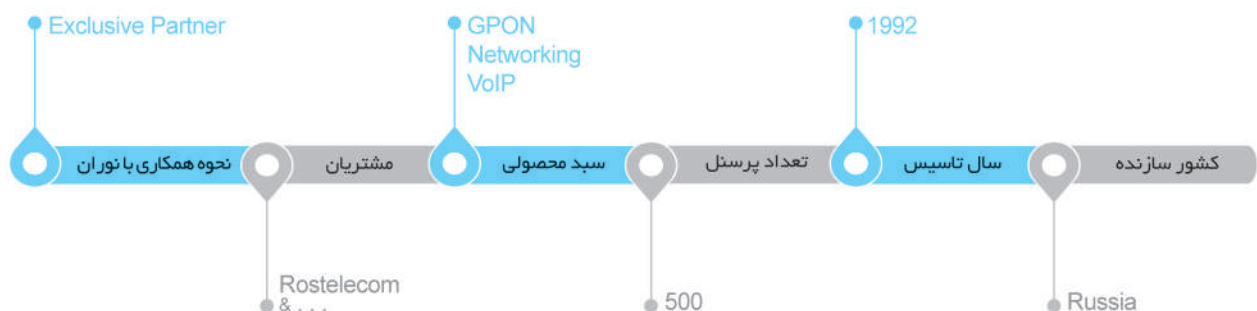 Exclusive Partner
GPON
Networking
VoIP
1992
کشور سازنده
سال تاسیس
تعداد پرسنل
سبد محصولی
مشتریان
نحوه همکاری با نوران
Rostelecom
& . . .
500
Russia